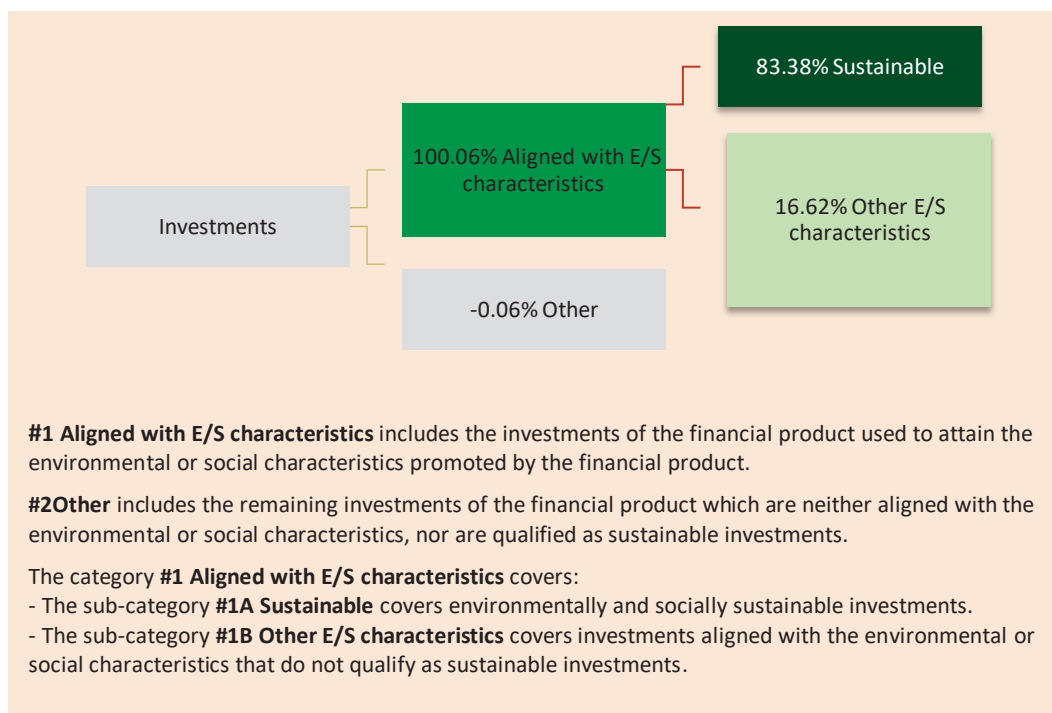 83.38% Sustainable
100.06% Aligned with E/S
characteristics
16.62% Other E/S
characteristics
Investments
-0.06% Other
#1 Aligned with E/S characteristics includes the investments of the financial product used to attain the
environmental or social characteristics promoted by the financial product.
#2Other includes the remaining investments of the financial product which are neither aligned with the
environmental or social characteristics, nor are qualified as sustainable investments.
The category #1 Aligned with E/S characteristics covers:
- The sub-category #1A Sustainable covers environmentally and socially sustainable investments.
- The sub-category #1B Other E/S characteristics covers investments aligned with the environmental or
social characteristics that do not qualify as sustainable investments.